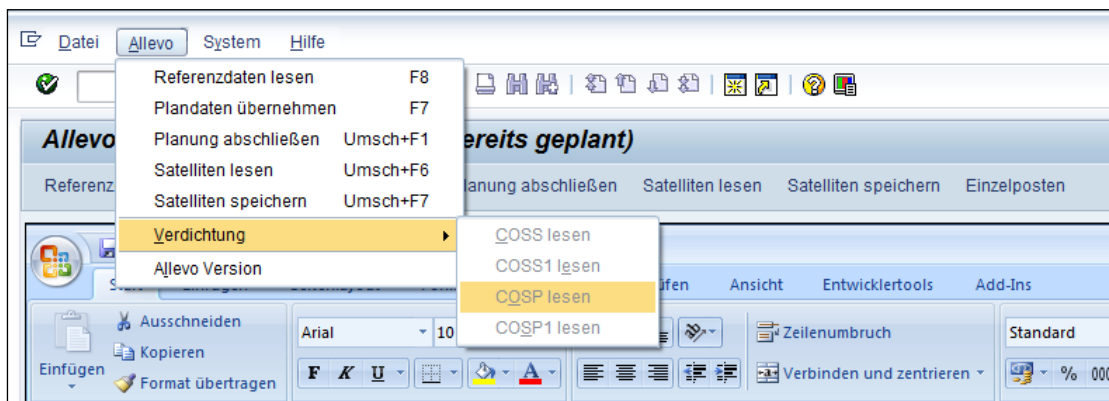 Datei Allevo System Hilfe
Referenzdaten lesen F8
Plandaten übernehmen F7
Allevo Planung abschließen Umsch+F1 ereits geplant)
Satelliten lesen Umsch+F6
Referenz Satelliten speichern Umsch+F7 lanung abschließen Satelliten lesen Satelliten speichern Einzelposten
Verdichtung COSS lesen
Allevo Version COSS1 lesen
COSP lesen üfen Ansicht Entwicklertools Add-Ins
COSP1 lesen
Ausschneiden Arial 10 Zeilenumbruch Standard
Kopieren
Einfügen Format übertragen F K U A Verbinden und zentrieren % 000